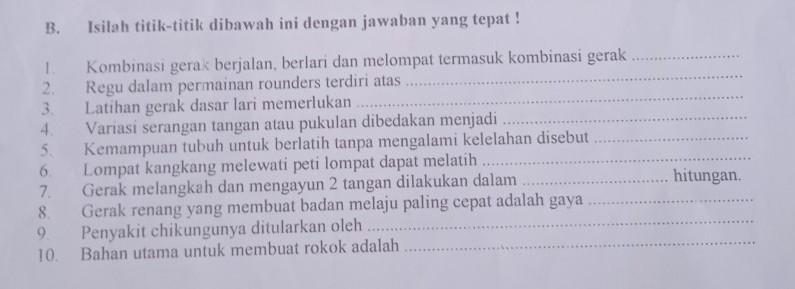 B. Isilah titik-titik dibawah ini dengan jawaban yang tepat !
1. Kombinasi gerak berjalan, berlari dan melompat termasuk kombinasi gerak ........................
2. Regu dalam permainan rounders terdiri atas ........................
3. Latihan gerak dasar lari memerlukan ........................
4. Variasi serangan tangan atau pukulan dibedakan menjadi ........................
5. Kemampuan tubuh untuk berlatih tanpa mengalami kelelahan disebut ........................
6. Lompat kangkang melewati peti lompat dapat melatih ........................
7. Gerak melangkah dan mengayun 2 tangan dilakukan dalam ........................ hitungan.
8. Gerak renang yang membuat badan melaju paling cepat adalah gaya ........................
9. Penyakit chikungunya ditularkan oleh ........................
10. Bahan utama untuk membuat rokok adalah ........................